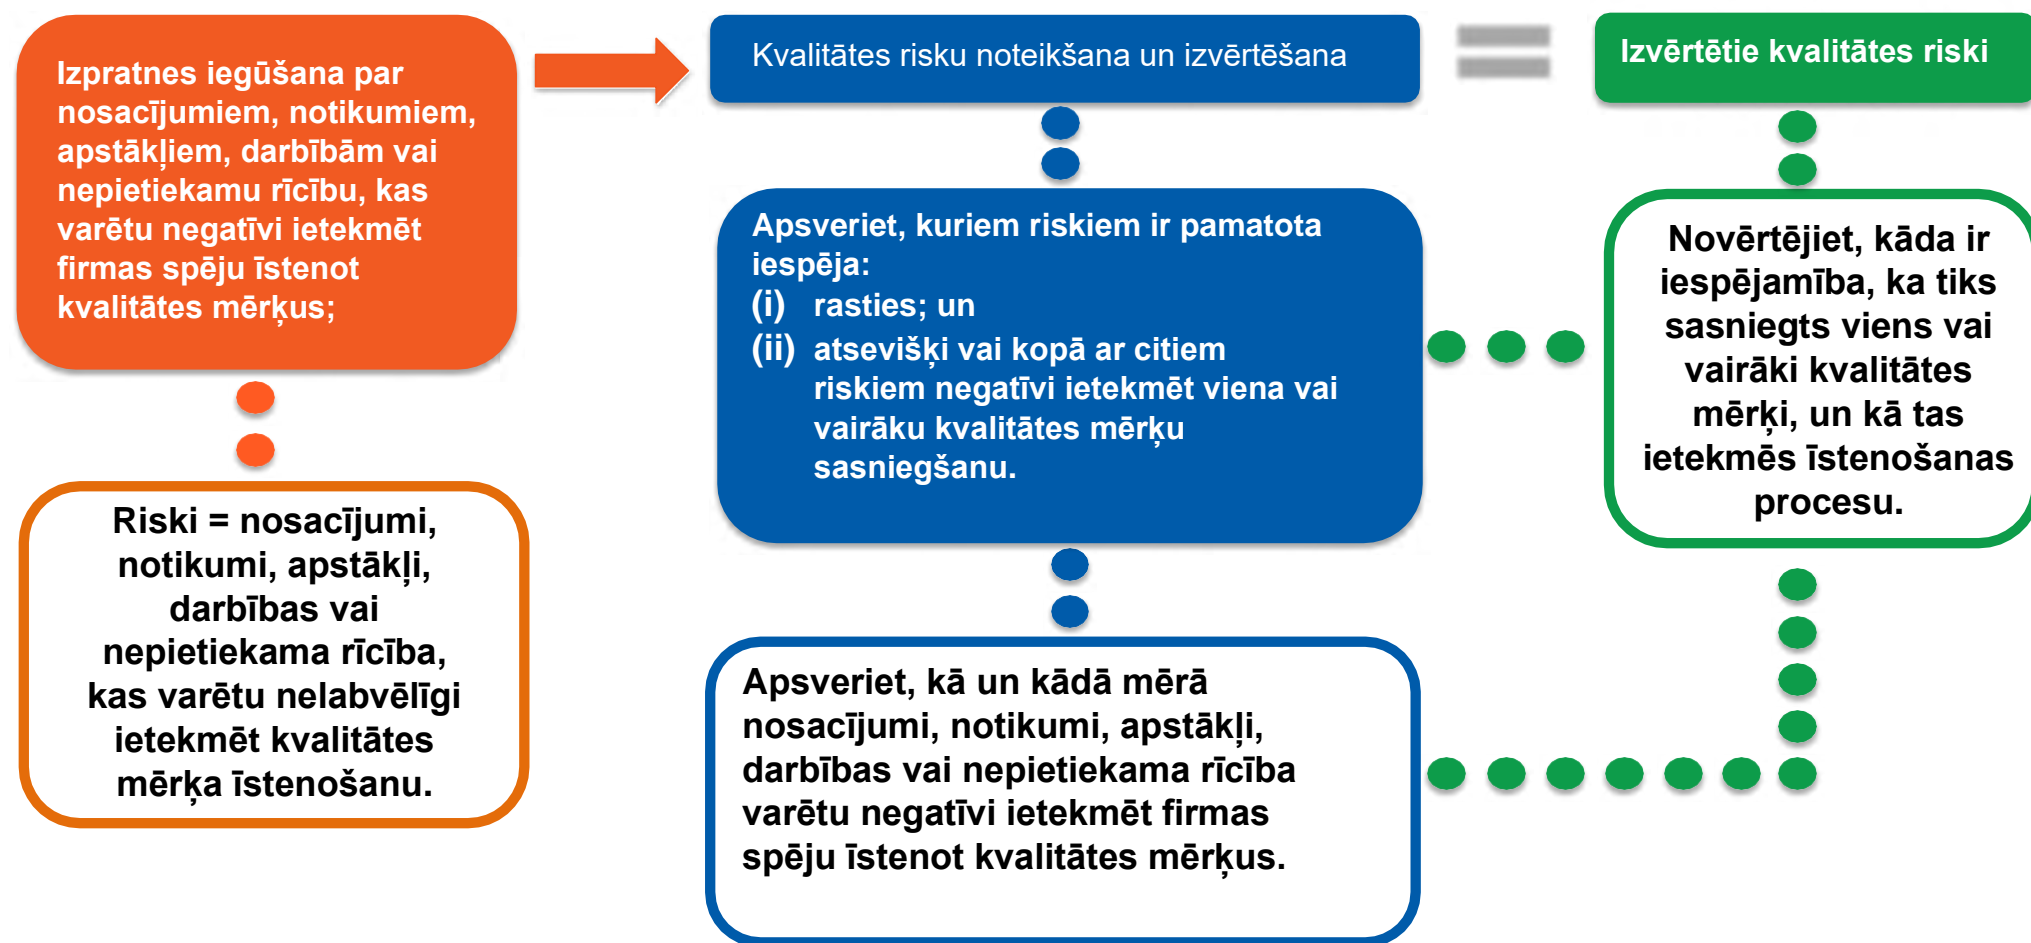 Izpratnes iegūšana par
nosacījumiem, notikumiem,
apstākļiem, darbībām vai
nepietiekamu rīcību, kas
varētu negatīvi ietekmēt
firmas spēju īstenot
kvalitātes mērķus;
Riski = nosacījumi,
notikumi, apstākļi,
darbības vai
nepietiekama rīcība,
kas varētu nelabvēlīgi
ietekmēt kvalitātes
mērķa īstenošanu.
Kvalitātes risku noteikšana un izvērtēšana
Apsveriet, kuriem riskiem ir pamatota
iespēja:
(i) rasties; un
(ii) atsevišķi vai kopā ar citiem
riskiem negatīvi ietekmēt viena vai
vairāku kvalitātes mērķu
sasniegšanu.
Apsveriet, kā un kādā mērā
nosacījumi, notikumi, apstākļi,
darbības vai nepietiekama rīcība
varētu negatīvi ietekmēt firmas
spēju īstenot kvalitātes mērķus.
Izvērtētie kvalitātes riski
Novērtējiet, kāda ir
iespējamība, ka tiks
sasniegts viens vai
vairāki kvalitātes
mērķi, un kā tas
ietekmēs īstenošanas
procesu.